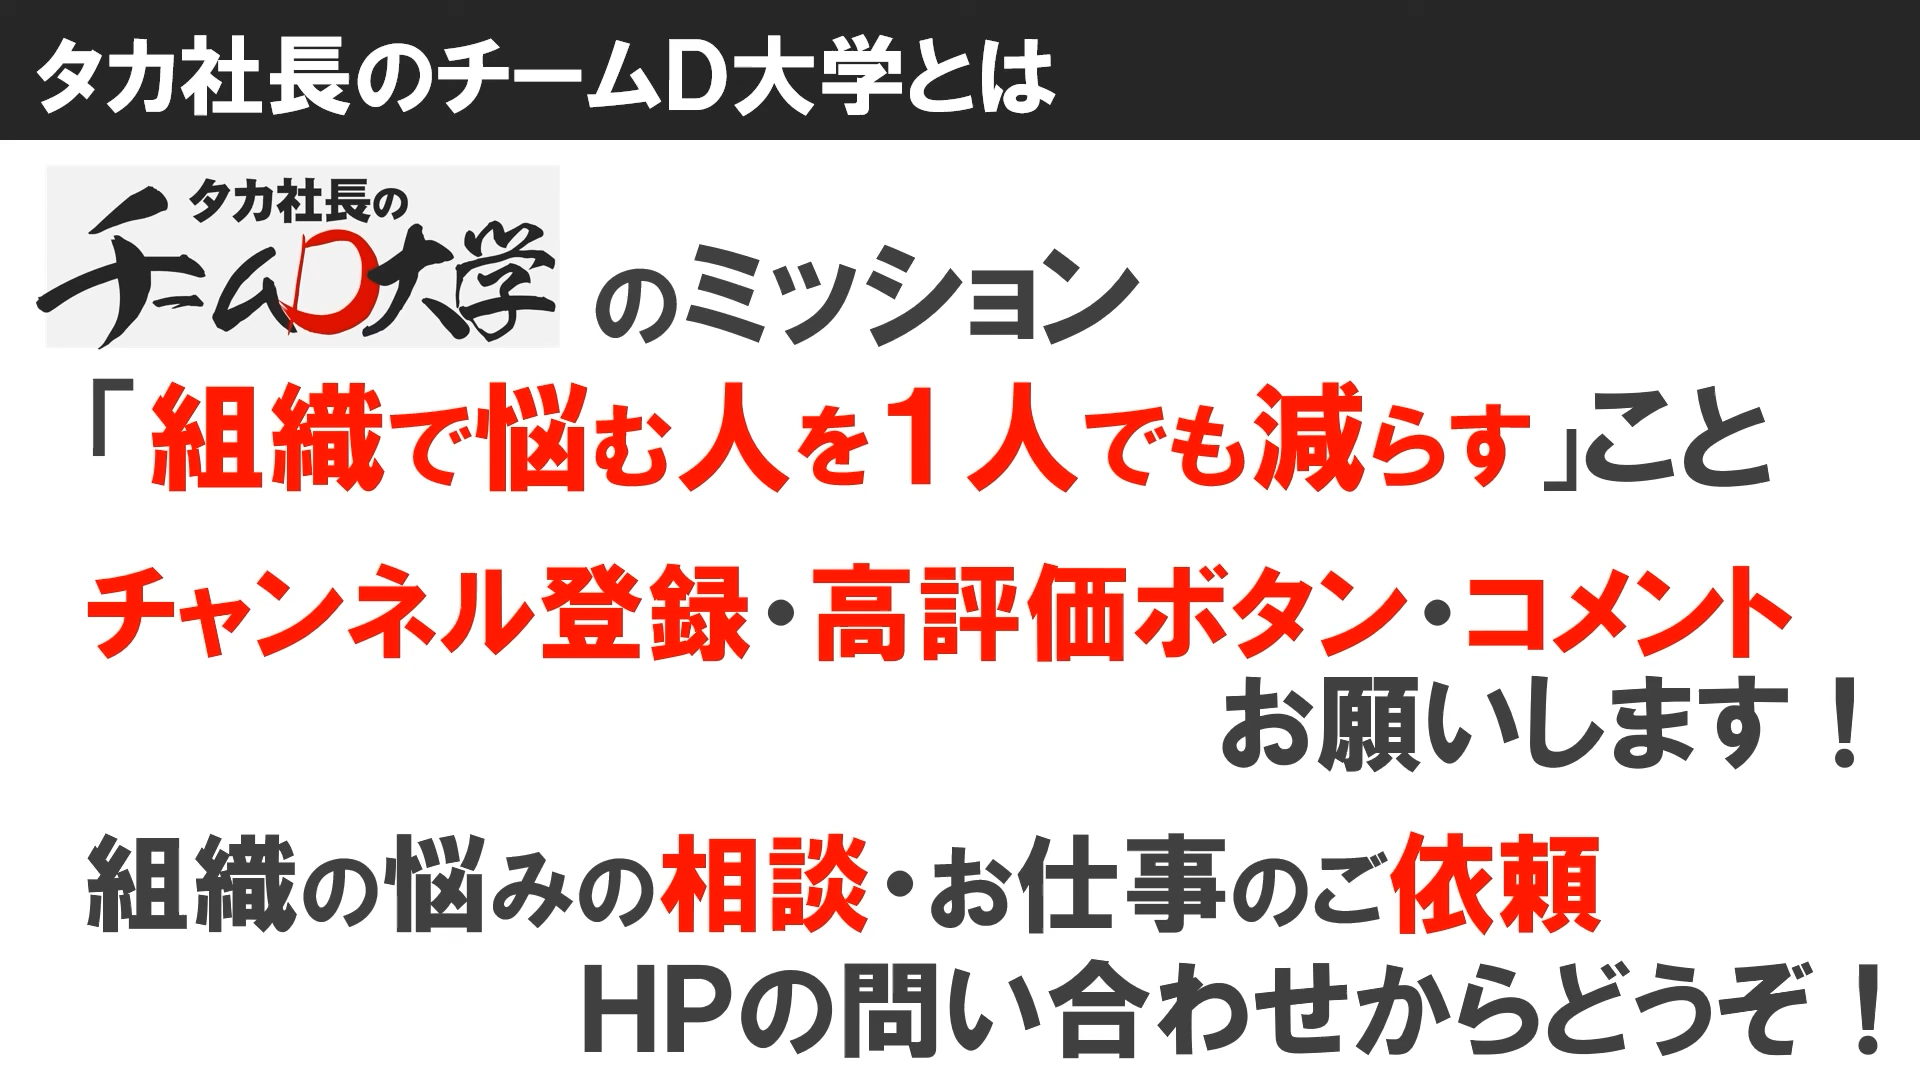 タカ社長のチームD大学とは
タカ社長の
チームD大学
のミッション
「組織で悩む人を1人でも減らす」こと
チャンネル登録・高評価ボタン・コメント
お願いします！
組織の悩みの相談・お仕事のご依頼
HPの問い合わせからどうぞ！